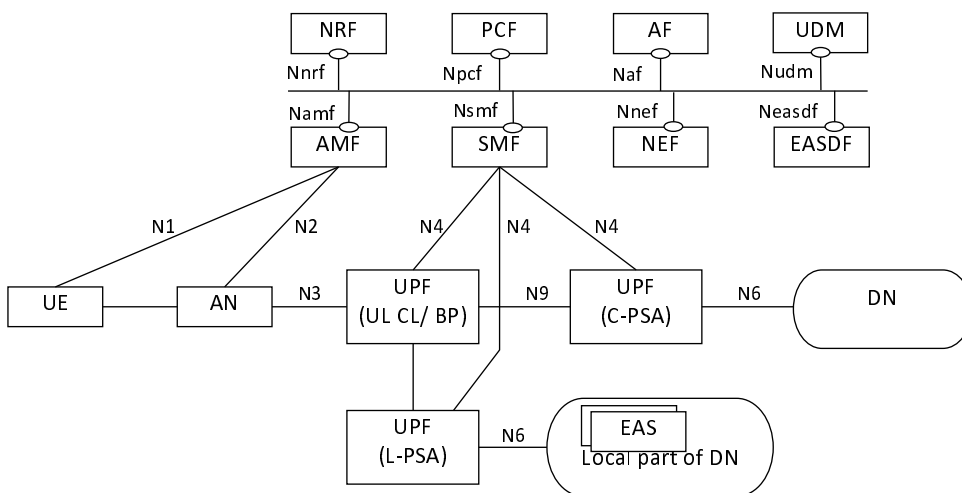 NRF
PCF
AF
UDM
Nnrf
Npcf
Naf
Nudm
Namf
Nsmf
Nnef
Neasdf
AMF
SMF
NEF
EASDF
N1
N2
N4
N4
N4
UE
AN
N3
UPF
(UL CL/ BP)
N9
UPF
(C-PSA)
N6
DN
UPF
(L-PSA)
N6
EAS
Local part of DN